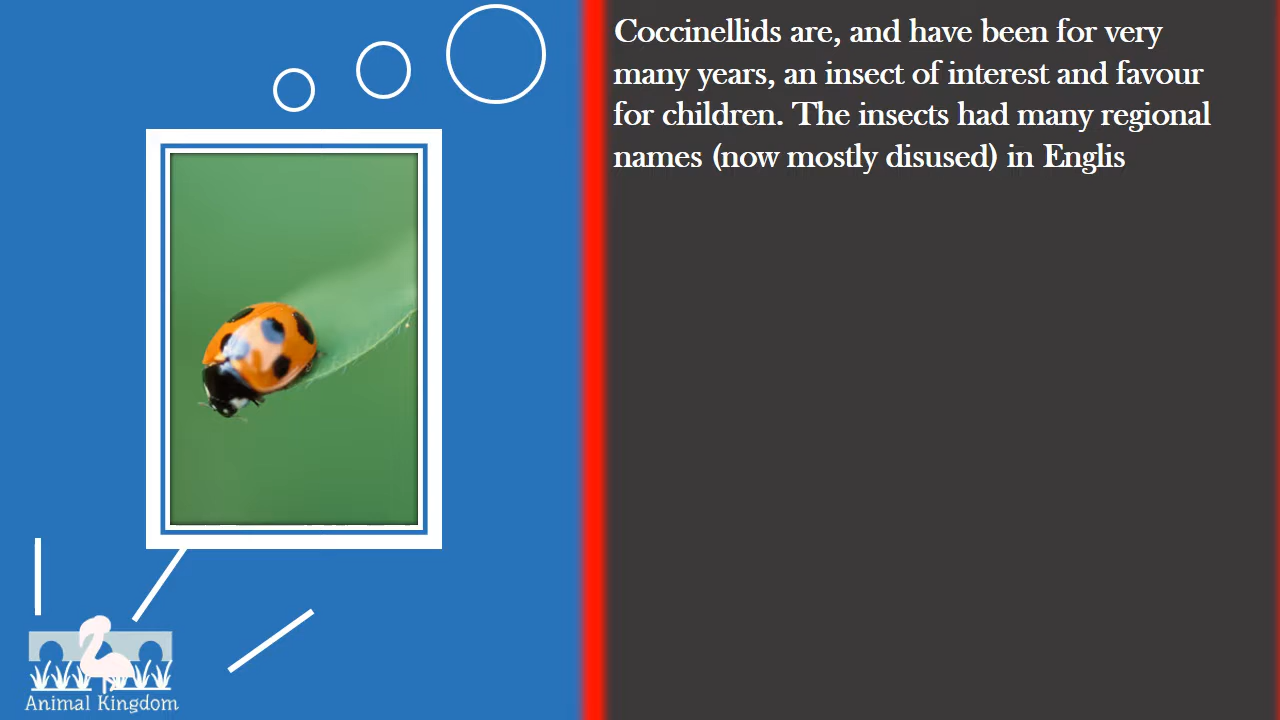 Coccinellids are, and have been for very
many years, an insect of interest and favour
for children. The insects had many regional
names (now mostly disused) in Englis
Animal Kingdom